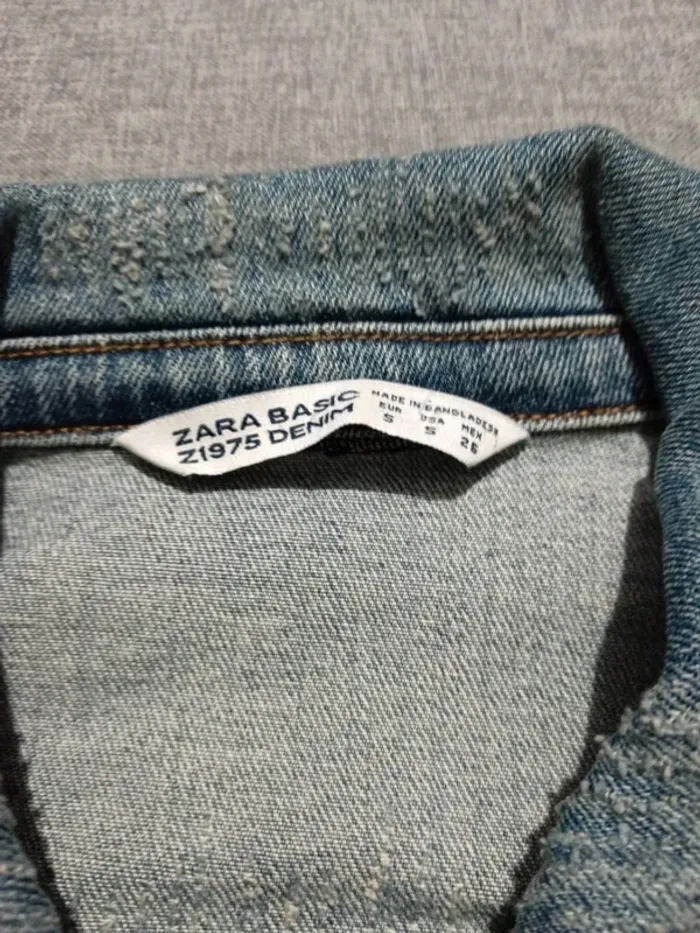 ZARA BASIC
Z1975 DENIM
MADE IN BANGLADESH
EUR USA MEX
S S 26